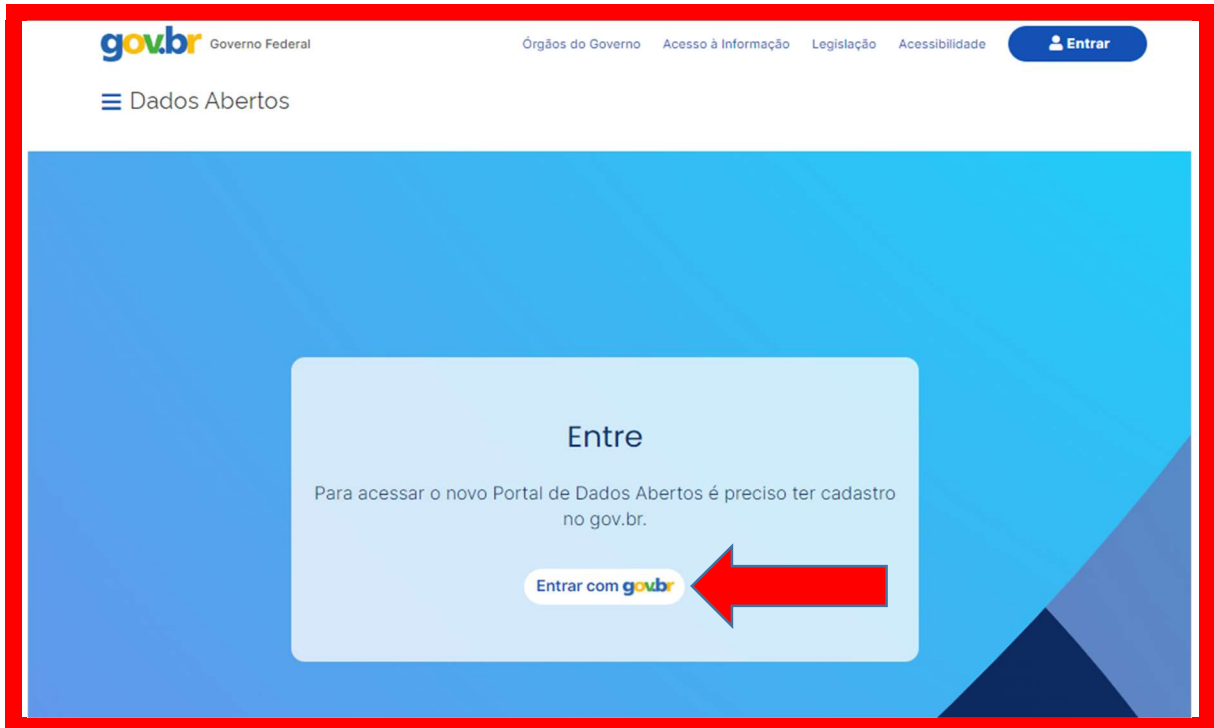 gov.br Governo Federal Órgãos do Governo Acesso à Informação Legislação Acessibilidade Entrar
Dados Abertos
Entre
Para acessar o novo Portal de Dados Abertos é preciso ter cadastro
no gov.br.
Entrar com gov.br